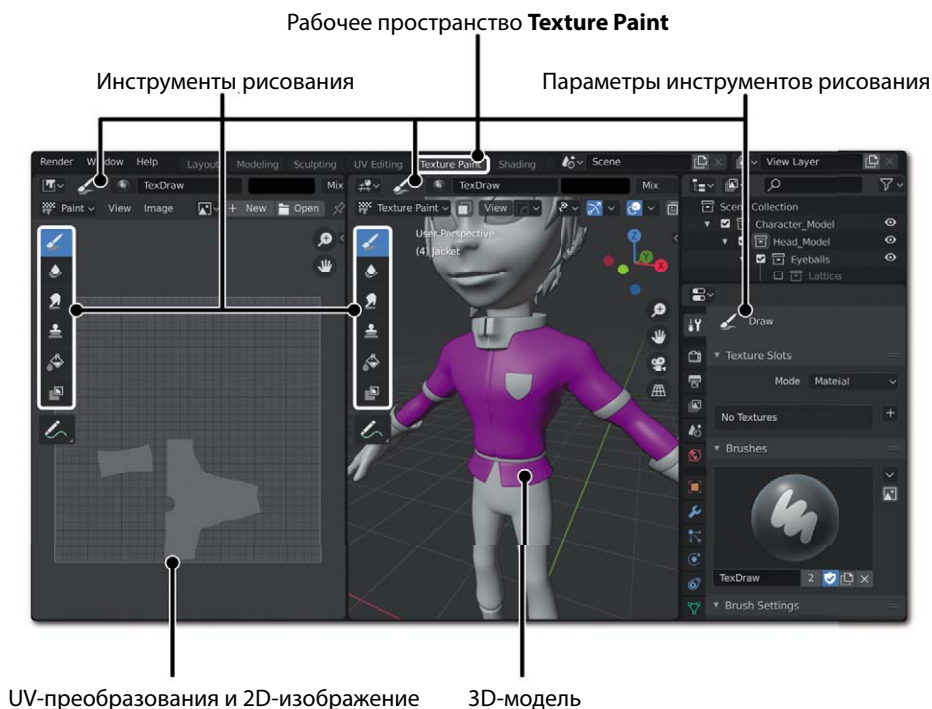 Рабочее пространство Texture Paint
Инструменты рисования
Параметры инструментов рисования
Render Window Help Layout Modeling Sculpting UV Editing Texture Paint Shading Scene View Layer
TexDraw Mix TexDraw Mix
Paint View Image + New Open Texture Paint View
Scene Collection
Character_Model
Head_Model
Eyeballs
Lattices
User Perspective
(4) Jacket
Z
Y
X
Draw
Texture Slots
Mode Material
No Textures +
Brushes
TexDraw 2
Brush Settings
UV-преобразования и 2D-изображение
3D-модель